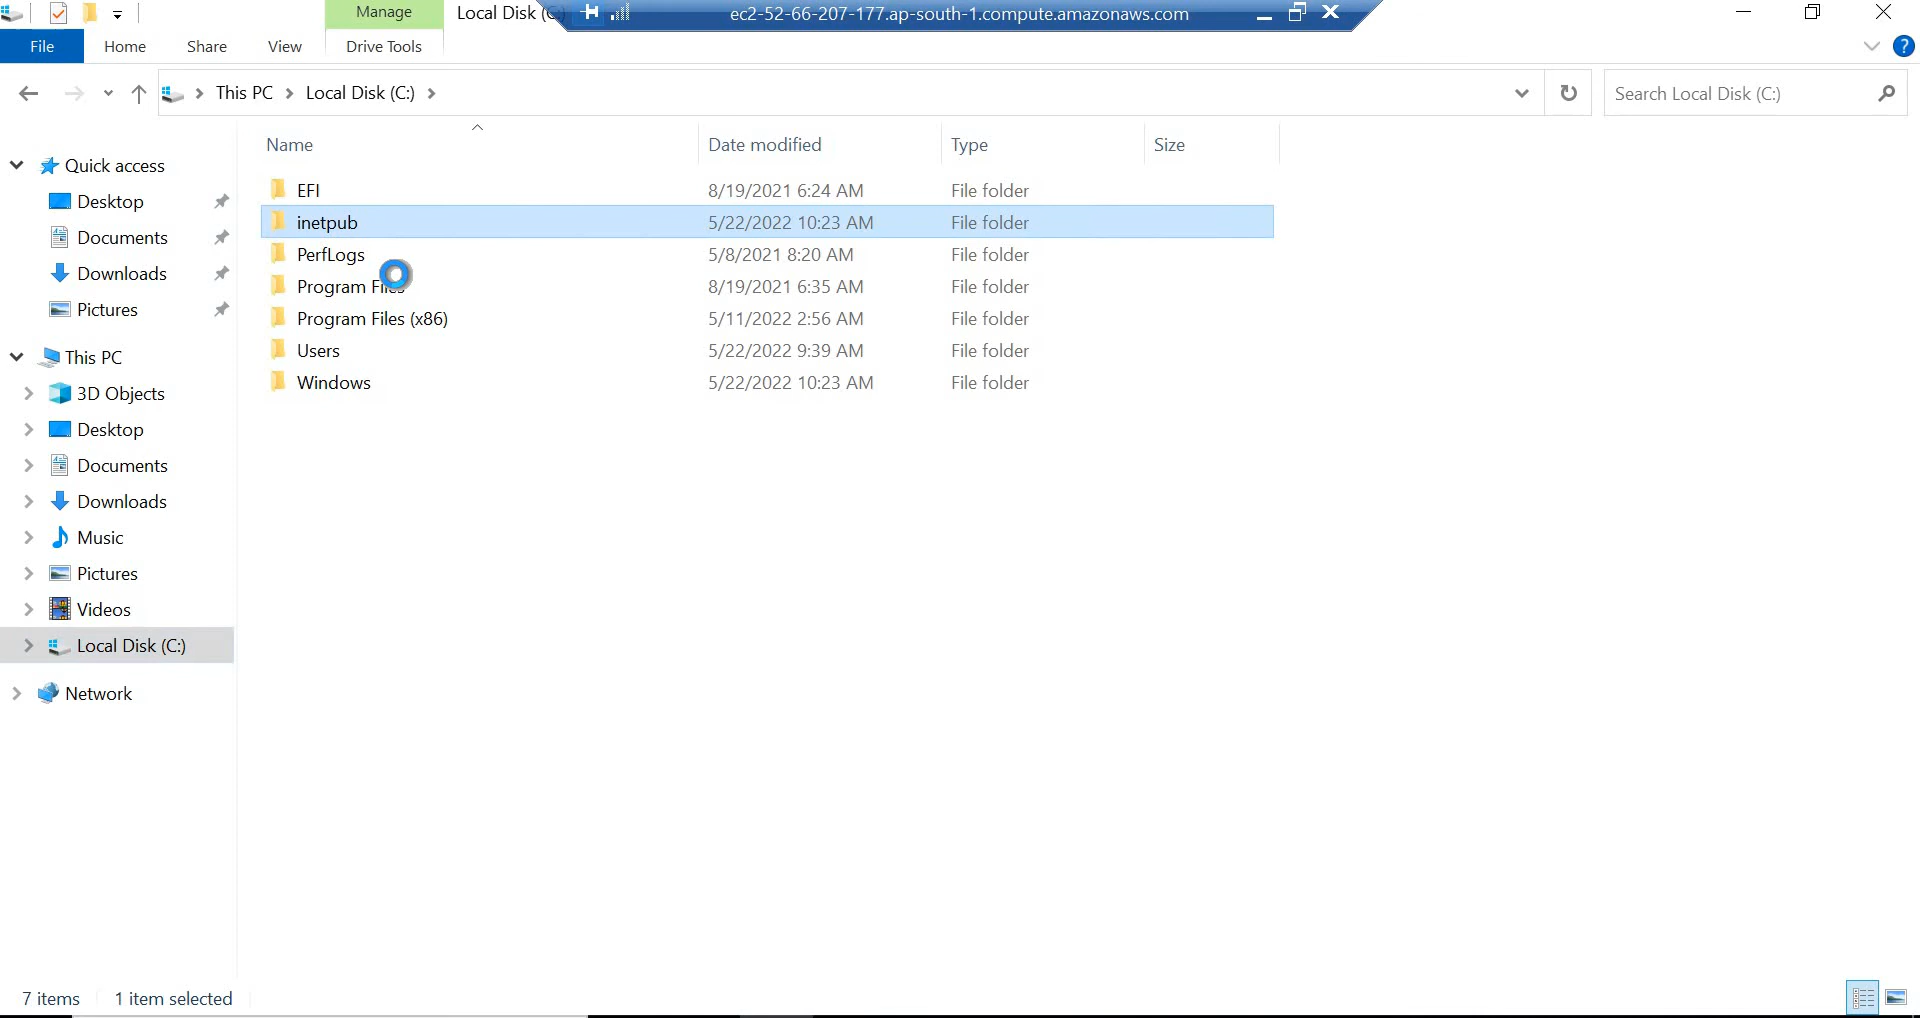 Manage
Local Disk (C:)
ec2-52-66-207-177.ap-south-1.compute.amazonaws.com
File
Home
Share
View
Drive Tools
?
This PC
Local Disk (C:)
Search Local Disk (C:)
Name
Date modified
Type
Size
Quick access
Desktop
Documents
Downloads
Pictures
This PC
3D Objects
Desktop
Documents
Downloads
Music
Pictures
Videos
Local Disk (C:)
Network
EFI 8/19/2021 6:24 AM File folder
inetpub 5/22/2022 10:23 AM File folder
PerfLogs 5/8/2021 8:20 AM File folder
Program Files 8/19/2021 6:35 AM File folder
Program Files (x86) 5/11/2022 2:56 AM File folder
Users 5/22/2022 9:39 AM File folder
Windows 5/22/2022 10:23 AM File folder
7 items
1 item selected